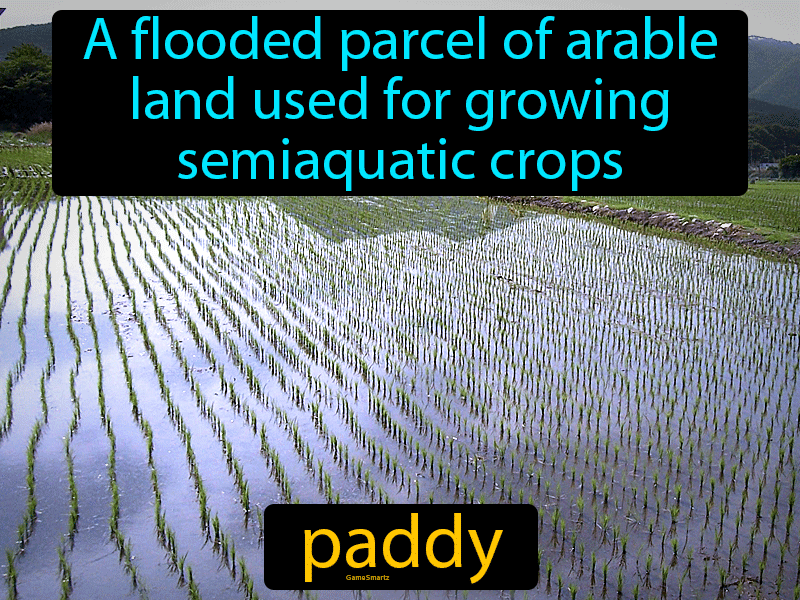 A flooded parcel of arable
land used for growing
semiaquatic crops
paddy
GameSmartz